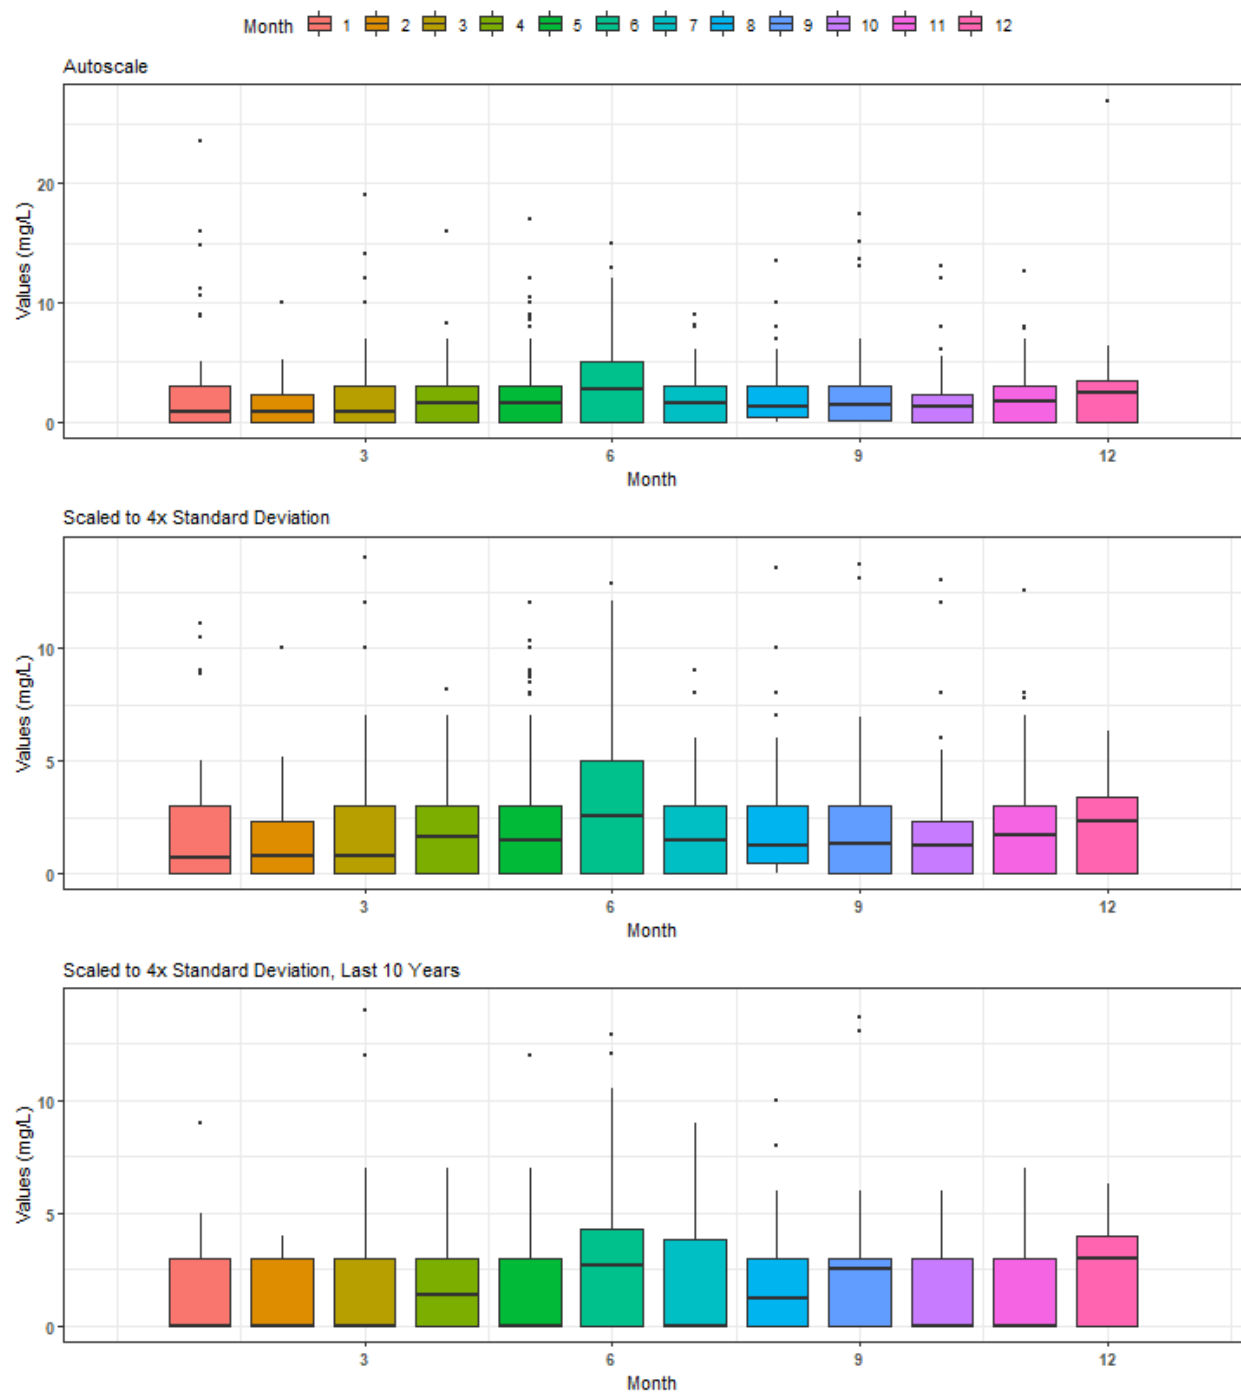 Month 1 2 3 4 5 6 7 8 9 10 11 12
Autoscale
Values (mg/L)
20
10
0
3 6 9 12
Month
Scaled to 4x Standard Deviation
Values (mg/L)
10
5
0
3 6 9 12
Month
Scaled to 4x Standard Deviation, Last 10 Years
Values (mg/L)
10
5
0
3 6 9 12
Month